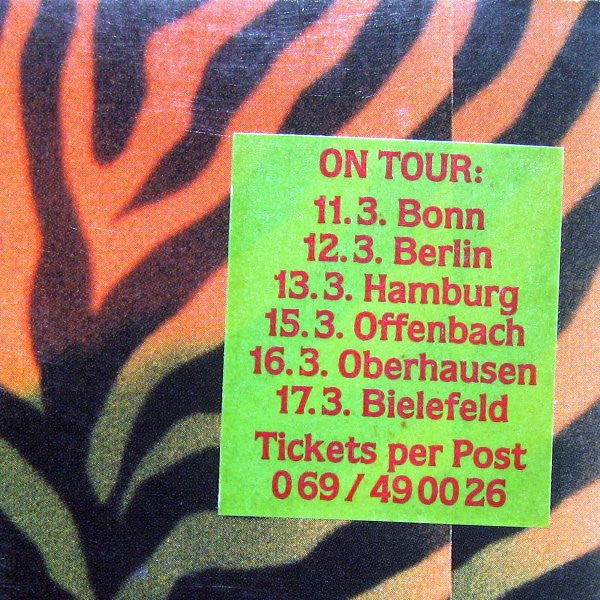 ON TOUR:
11.3. Bonn
12.3. Berlin
13.3. Hamburg
15.3. Offenbach
16.3. Oberhausen
17.3. Bielefeld
Tickets per Post
069/490026